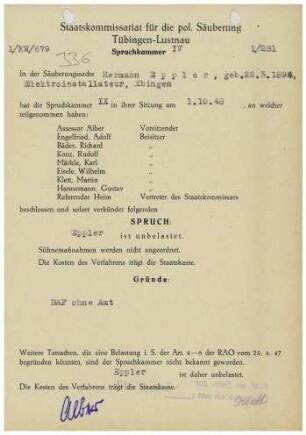 Staatskommissariat für die pol. Säuberung
Tübingen-Lustnau
1/KW/679 Spruchkammer IV 1/281
336
In der Säuberungssache Hermann Eppler, geb.22.3.1894,
Elektroinstallateur, Ebingen
hat die Spruchkammer IX in ihrer Sitzung am 1.10.48 , an welcher
teilgenommen haben:
Assessor Alber Vorsitzender
Engelfried, Adolf Beisitzer
Bäder, Richard "
Konz, Rudolf "
Märkle, Karl "
Eisele, Wilhelm "
Klett, Martin "
Hannemann, Gustav "
Referendar Heim Vertreter des Staatskommissars
beschlossen und sofort verkündet folgenden
SPRUCH:
Eppler
ist unbelastet.
Sühnemaßnahmen werden nicht angeordnet.
Die Kosten des Verfahrens trägt die Staatskasse.
Gründe:
DAF ohne Amt
Weitere Tatsachen, die eine Belastung i. S. der Art. 4—6 der RAO vom 25. 4. 47
begründen könnten, sind der Spruchkammer nicht bekannt geworden.
Eppler ist daher unbelastet.
Die Kosten des Verfahrens trägt die Staatskasse.
Alber